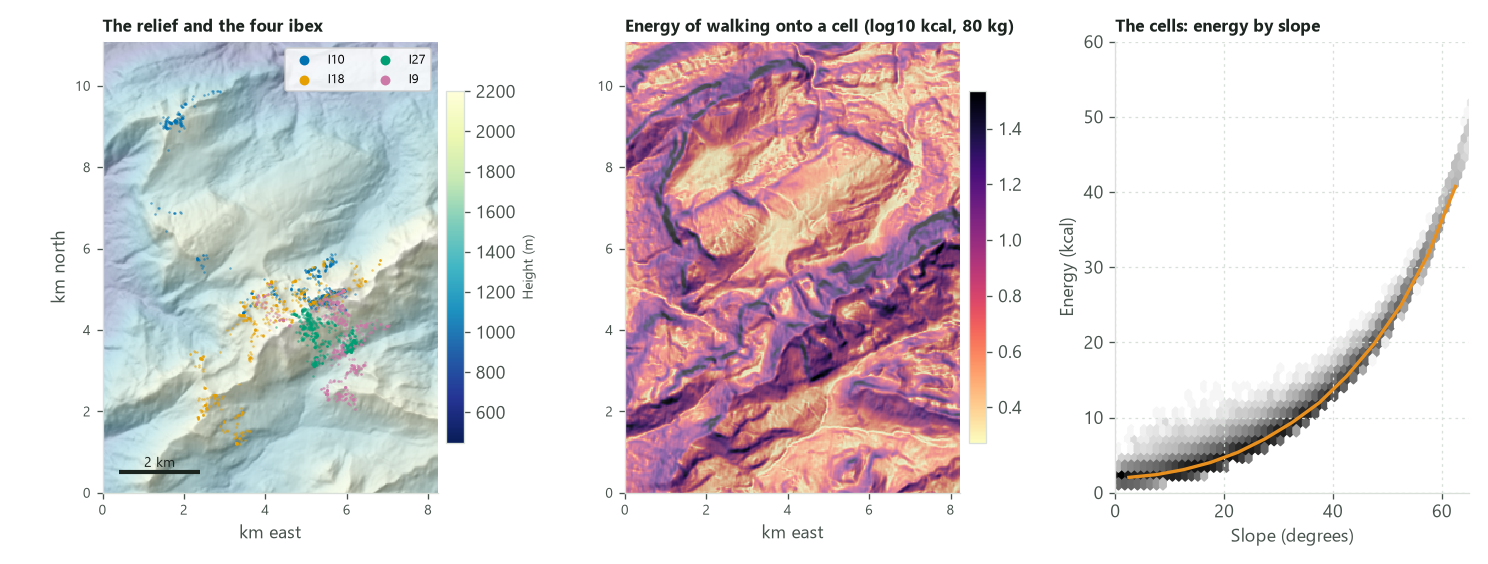 The relief and the four ibex
I10 I27
I18 I9
10
8
6
4
2
0
km north
2 km
0 2 4 6 8
km east
2200
2000
1800
1600
1400
1200
1000
800
600
Height (m)
Energy of walking onto a cell (log10 kcal, 80 kg)
10
8
6
4
2
0
0 2 4 6 8
km east
1.4
1.2
1.0
0.8
0.6
0.4
The cells: energy by slope
60
50
40
30
20
10
0
Energy (kcal)
0 20 40 60
Slope (degrees)